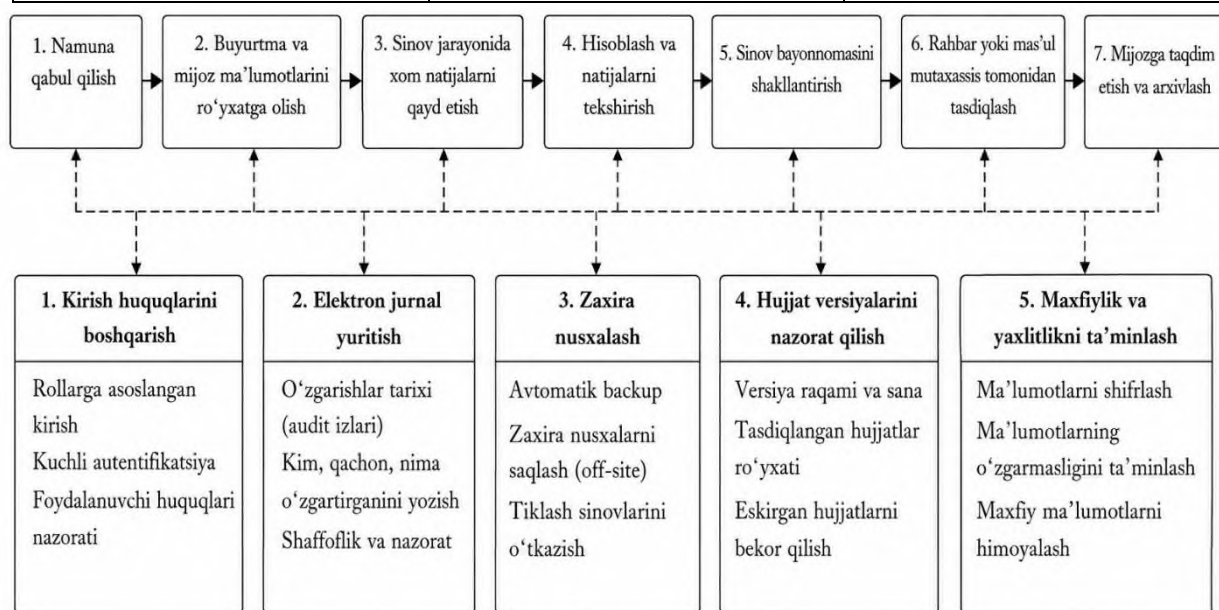 1. Namuna
qabul qilish
2. Buyurtma va
mijoz ma’lumotlarini
ro‘yxatga olish
3. Sinov jarayonida
xom natijalarni
qayd etish
4. Hisoblash va
natijalarni
tekshirish
5. Sinov bayonnomasini
shakllantirish
6. Rahbar yoki mas’ul
mutaxassis tomonidan
tasdiqlash
7. Mijozga taqdim
etish va arxivlash
1. Kirish huquqlarini
boshqarish
Rollarga asoslangan
kirish
Kuchli autentifikatsiya
Foydalanuvchi huquqlari
nazorati
2. Elektron jurnal
yuritish
O‘zgarishlar tarixi
(audit izlari)
Kim, qachon, nima
o‘zgartirganini yozish
Shaffoflik va nazorat
3. Zaxira
nusxalash
Avtomatik backup
Zaxira nusxalarni
saqlash (off-site)
Tiklash sinovlarini
o‘tkazish
4. Hujjat versiyalarini
nazorat qilish
Versiya raqami va sana
Tasdiqlangan hujjatlar
ro‘yxati
Eskirgan hujjatlarni
bekor qilish
5. Maxfiylik va
yaxlitlikni ta’minlash
Ma’lumotlarni shifrlash
Ma’lumotlarning
o‘zgarmasligini ta’minlash
Maxfiy ma’lumotlarni
himoyalash